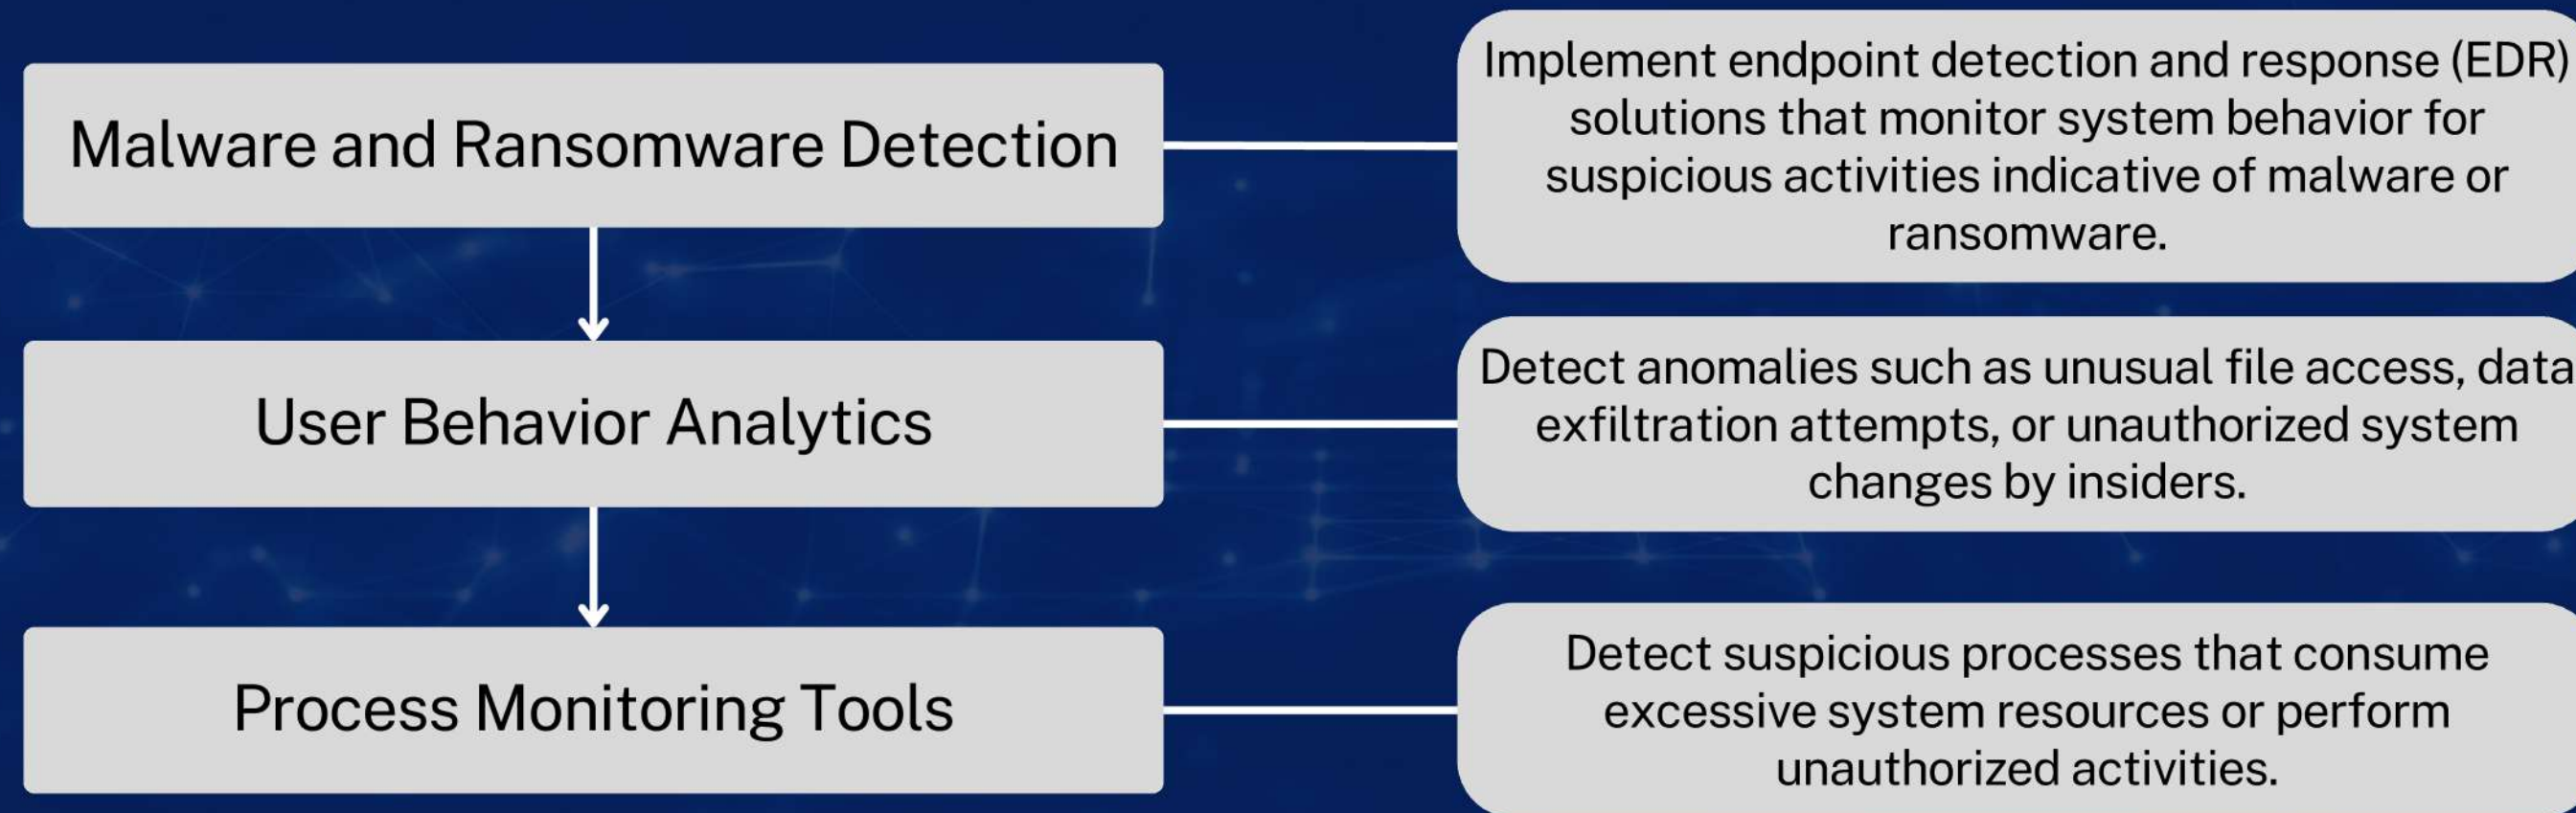 Malware and Ransomware Detection
Implement endpoint detection and response (EDR)
solutions that monitor system behavior for
suspicious activities indicative of malware or
ransomware.
User Behavior Analytics
Detect anomalies such as unusual file access, data
exfiltration attempts, or unauthorized system
changes by insiders.
Process Monitoring Tools
Detect suspicious processes that consume
excessive system resources or perform
unauthorized activities.